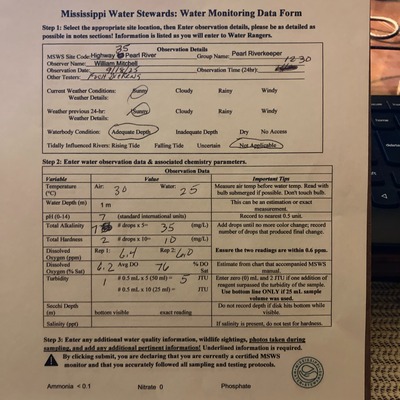 Mississippi Water Stewards: Water Monitoring Data Form
Step 1: Select the appropriate site location, then Enter observation details, please be as detailed as
possible in notes sections! Information is listed as you will enter to Water Rangers.
Observation Details
MSWS Site Code: Highway 35 Pearl River Group Name: Pearl Riverkeeper
Observer Name: William Mitchell 1230
Observation Date: Observation Time (24hr):
Other Testers:
Current Weather Conditions: Sunny Cloudy Rainy Windy
Weather Details:
Weather previous 24-hr: Sunny Cloudy Rainy Windy
Weather Details:
Waterbody Condition: Adequate Depth Inadequate Depth Dry No Access
Tidally Influenced Rivers: Rising Tide Falling Tide Uncertain Not Applicable
Step 2: Enter water observation data & associated chemistry parameters.
Observation Data
Variable Value Important Tips
Temperature (°C) Air: 30 Water: 25 Measure air temp before water temp. Read with
bulb submerged if possible. Don't touch bulb.
Water Depth (m) 1 m This can be an estimation or exact
measurement.
pH (0-14) 7 (standard international units) Record to nearest 0.5 unit.
Total Alkalinity 7 # drops x 5= 35 (mg/L) Add drops until no more color change; record
number of drops that produced final change.
Total Hardness 2 # drops x 10= 10 (mg/L)
Dissolved Oxygen (ppm) Rep 1: 6.4 Rep 2: 6.0 Ensure the two readings are within 0.6 ppm.
Dissolved Oxygen (% Sat) 6.2 Avg DO 76 % DO Sat Estimate from chart that accompanied MSWS
manual.
Turbidity 1 # 0.5 mL x 5 (50 ml) = 5 JTU Enter zero (0) mL and 2 JTU if one addition of
reagent surpassed the turbidity of the sample.
# 0.5 mL x 10 (25 ml) = JTU Use bottom line ONLY if 25 mL sample
volume was used.
Secchi Depth (m) bottom visible exact reading Do not record depth if disk hits bottom while
visible.
Salinity (ppt) If salinity is present, do not test for hardness.
Step 3: Enter any additional water quality information, wildlife sightings, photos taken during
sampling, and add any additional pertinent information! Underlined information is required.
By clicking submit, you are declaring that you are currently a certified MSWS
monitor and that you accurately followed all sampling and testing protocols.
Ammonia < 0.1 Nitrate 0 Phosphate